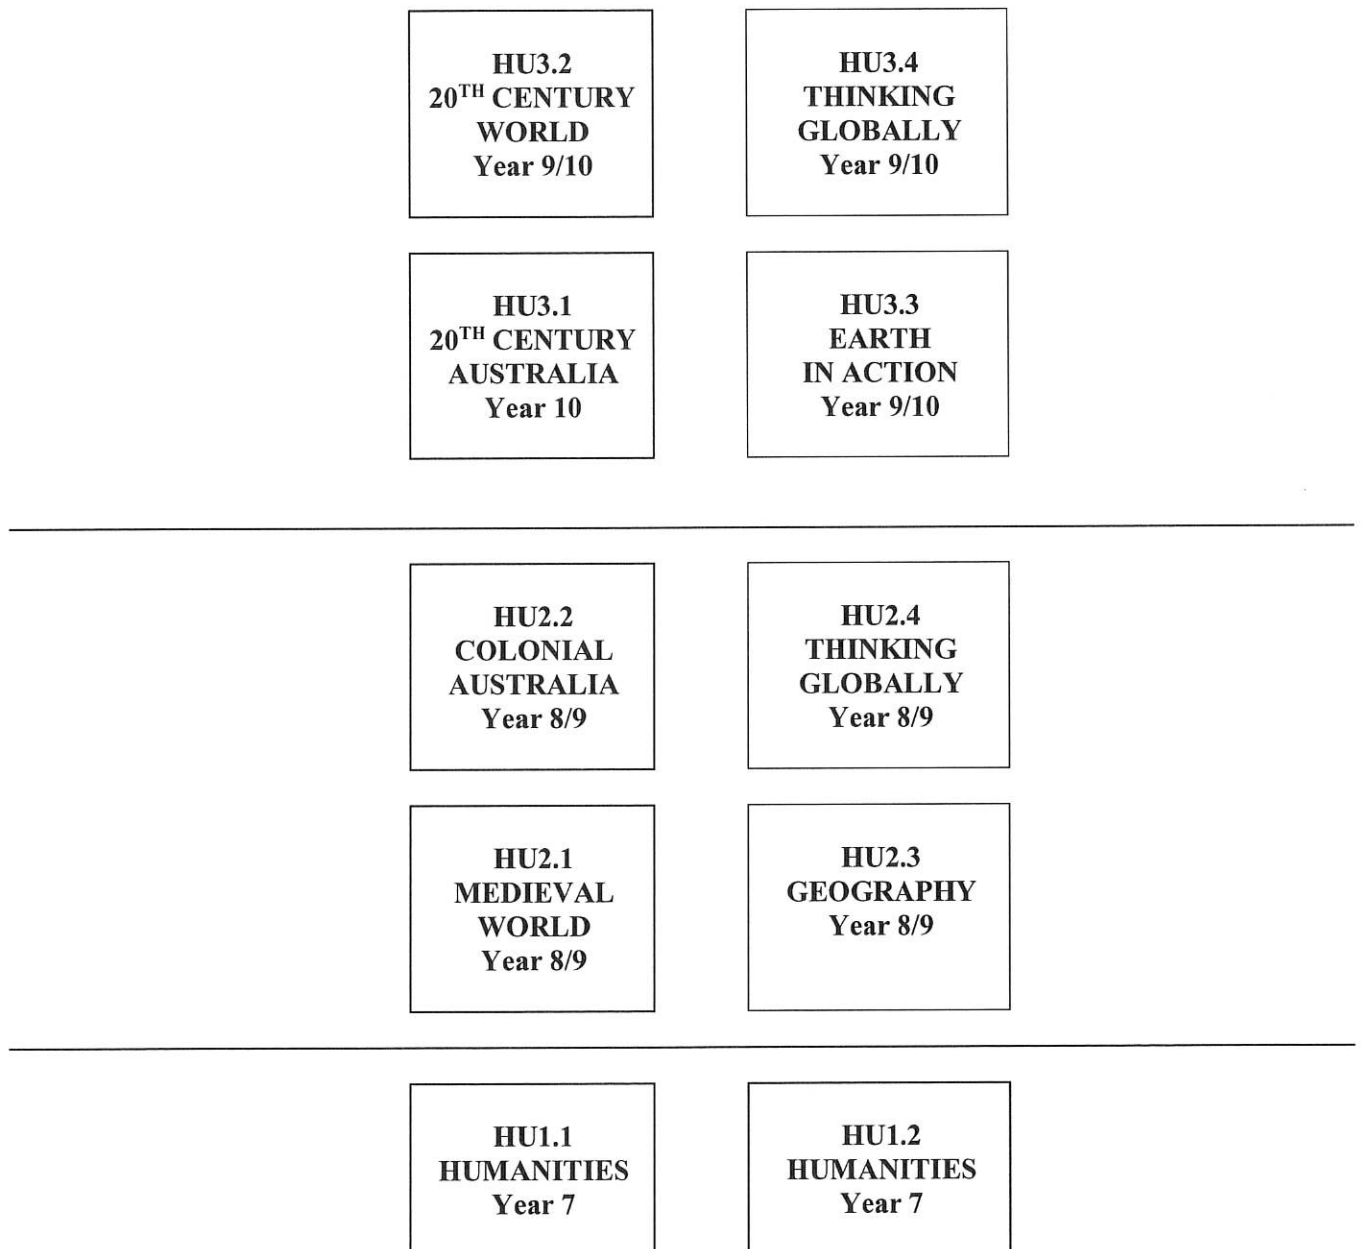 HU3.2
20TH CENTURY
WORLD
Year 9/10
HU3.4
THINKING
GLOBALLY
Year 9/10
HU3.1
20TH CENTURY
AUSTRALIA
Year 10
HU3.3
EARTH
IN ACTION
Year 9/10
HU2.2
COLONIAL
AUSTRALIA
Year 8/9
HU2.4
THINKING
GLOBALLY
Year 8/9
HU2.1
MEDIEVAL
WORLD
Year 8/9
HU2.3
GEOGRAPHY
Year 8/9
HU1.1
HUMANITIES
Year 7
HU1.2
HUMANITIES
Year 7